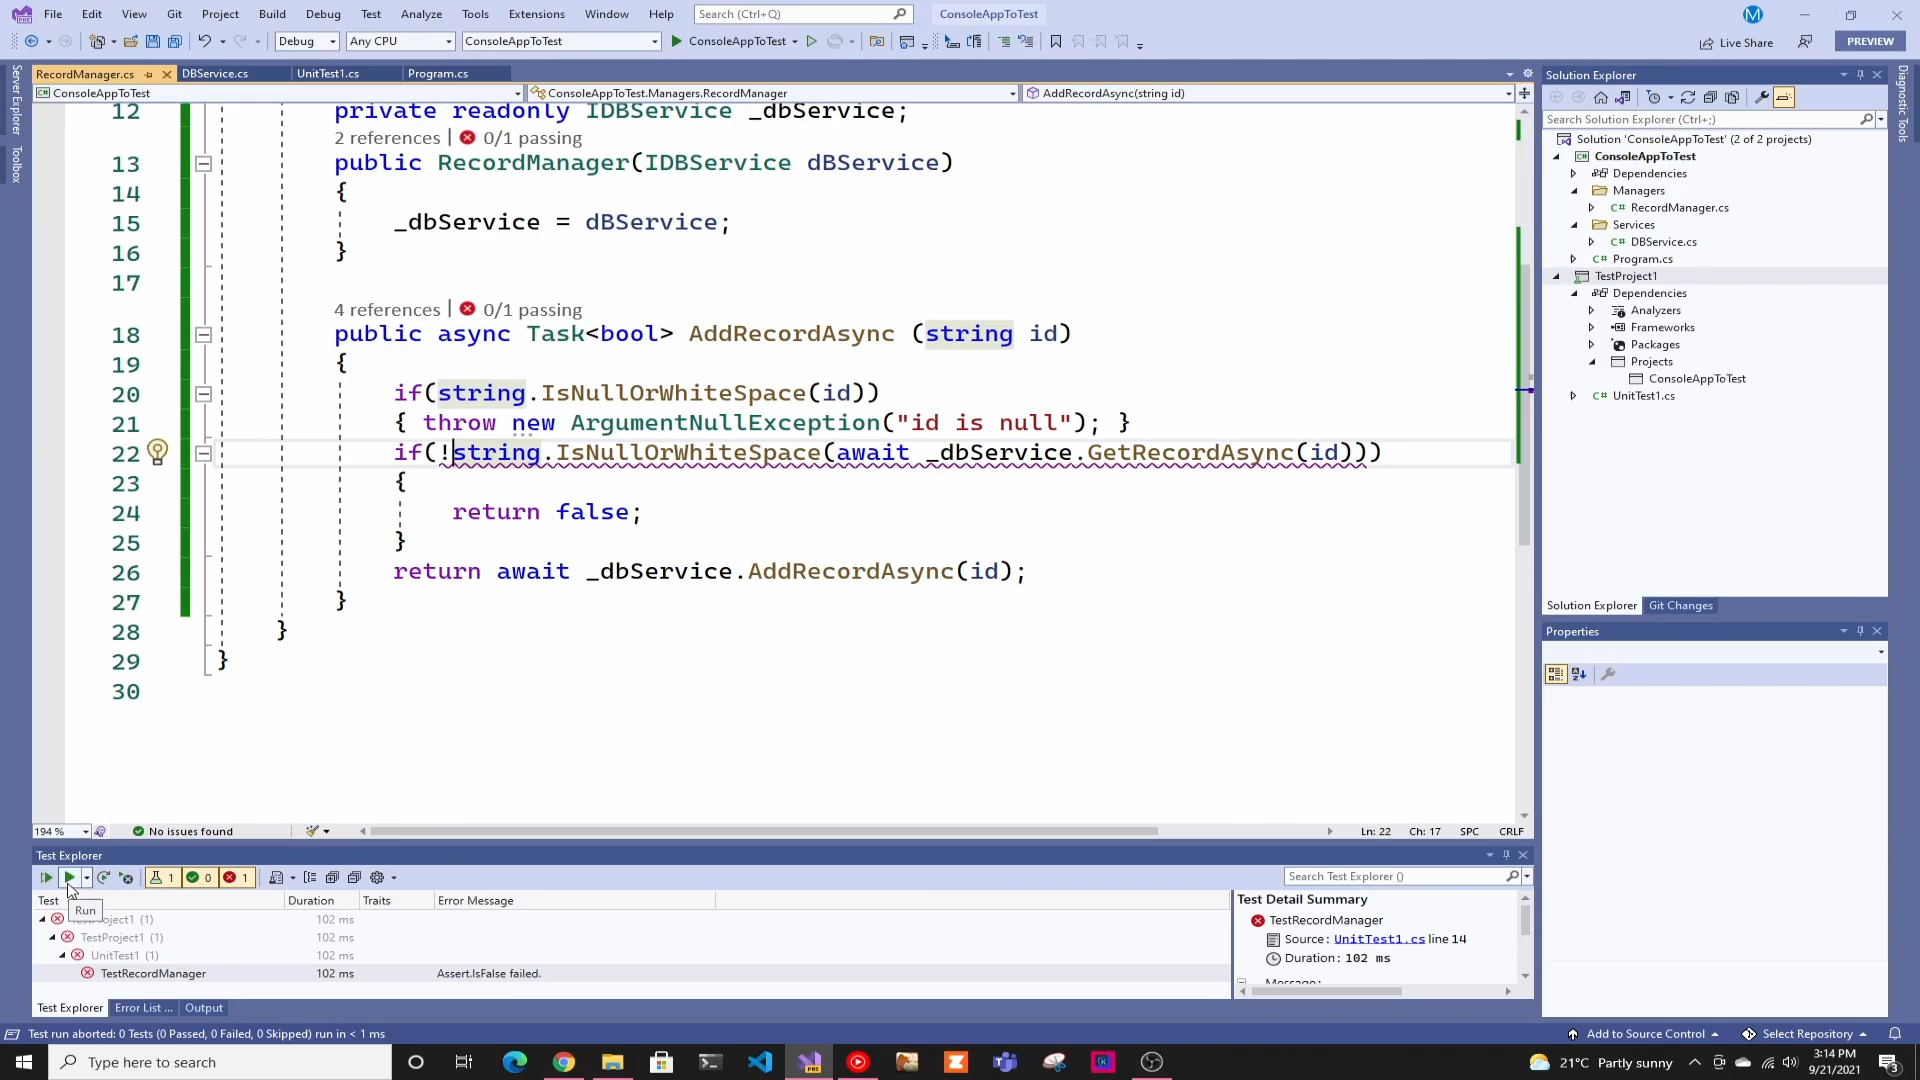 File Edit View Git Project Build Debug Test Analyze Tools Extensions Window Help Search (Ctrl+Q) ConsoleAppToTest M
Debug Any CPU ConsoleAppToTest ConsoleAppToTest Live Share PREVIEW
RecordManager.cs DBService.cs UnitTest1.cs Program.cs
ConsoleAppToTest ConsoleAppToTest.Managers.RecordManager AddRecordAsync(string id)
Server Explorer
Toolbox
12 private readonly IDBService _dbService;
2 references | 0/1 passing
13 public RecordManager(IDBService dBService)
14 {
15 _dbService = dBService;
16 }
17
4 references | 0/1 passing
18 public async Task<bool> AddRecordAsync (string id)
19 {
20 if(string.IsNullOrWhiteSpace(id))
21 { throw new ArgumentNullException("id is null"); }
22 if(!string.IsNullOrWhiteSpace(await _dbService.GetRecordAsync(id)))
23 {
24 return false;
25 }
26 return await _dbService.AddRecordAsync(id);
27 }
28 }
29 }
30
194 % No issues found Ln: 22 Ch: 17 SPC CRLF
Solution Explorer
Search Solution Explorer (Ctrl+;)
Solution 'ConsoleAppToTest' (2 of 2 projects)
ConsoleAppToTest
Dependencies
Managers
C# RecordManager.cs
Services
C# DBService.cs
C# Program.cs
TestProject1
Dependencies
Analyzers
Frameworks
Packages
Projects
ConsoleAppToTest
C# UnitTest1.cs
Solution Explorer Git Changes
Properties
Diagnostic Tools
Test Explorer
1 0 1 Search Test Explorer ()
Test Duration Traits Error Message
TestProject1 (1) 102 ms
Run
TestProject1 (1) 102 ms
UnitTest1 (1) 102 ms
TestRecordManager 102 ms Assert.IsFalse failed.
Test Detail Summary
TestRecordManager
Source: UnitTest1.cs line 14
Duration: 102 ms
Message:
Test Explorer Error List ... Output
Test run aborted: 0 Tests (0 Passed, 0 Failed, 0 Skipped) run in < 1 ms Add to Source Control Select Repository
Type here to search 21°C Partly sunny 3:14 PM
9/21/2021 3